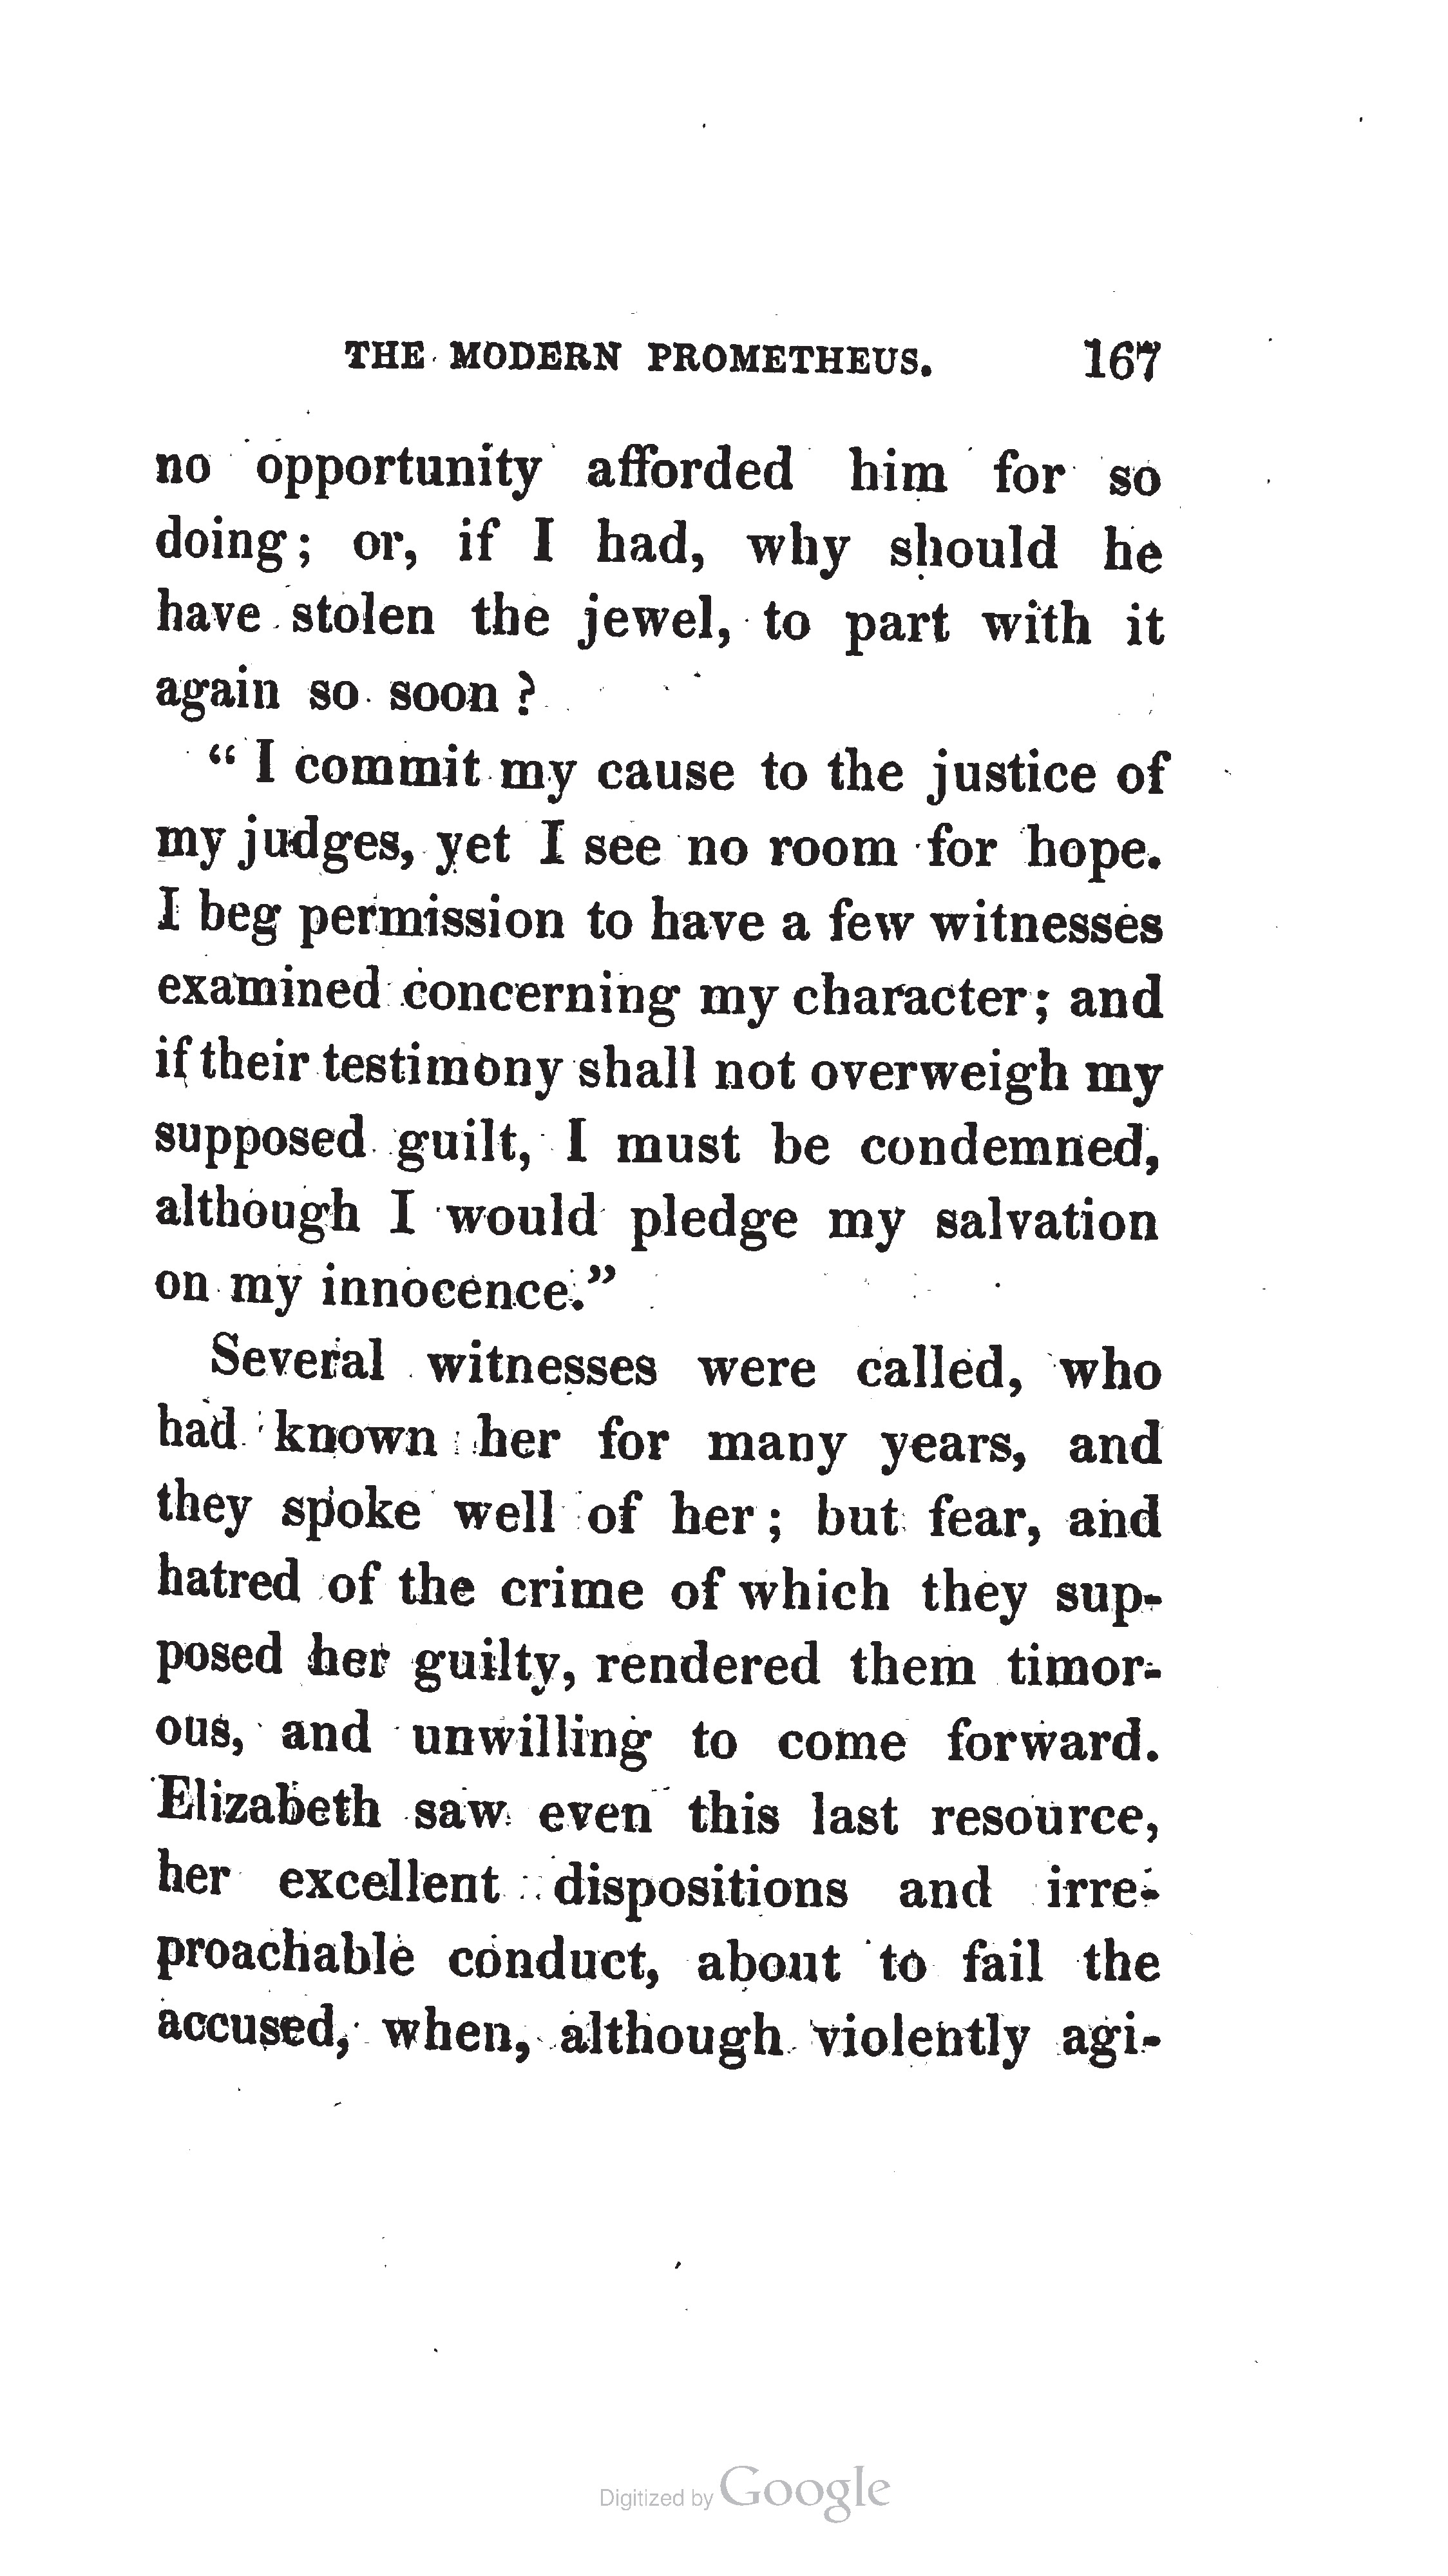 THE MODERN PROMETHEUS. 167
no opportunity afforded him for so
doing; or, if I had, why should he
have stolen the jewel, to part with it
again so soon ?
“ I commit my cause to the justice of
my judges, yet I see no room for hope.
I beg permission to have a few witnesses
examined concerning my character; and
if their testimony shall not overweigh my
supposed guilt, I must be condemned,
although I would pledge my salvation
on my innocence.”
Several witnesses were called, who
had known her for many years, and
they spoke well of her; but fear, and
hatred of the crime of which they sup-
posed her guilty, rendered them timor-
ous, and unwilling to come forward.
Elizabeth saw even this last resource,
her excellent dispositions and irre-
proachable conduct, about to fail the
accused, when, although violently agi-
Digitized by Google